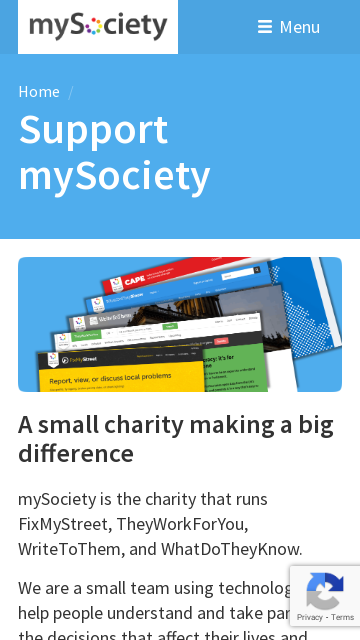 mySociety
Menu
Home /
Support
mySociety
CAPE
WriteToThem
FixMyStreet
Report, view, or discuss local problems
A small charity making a big
difference
mySociety is the charity that runs
FixMyStreet, TheyWorkForYou,
WriteToThem, and WhatDoTheyKnow.
We are a small team using technolog
help people understand and take par
the decisions that affect their lives and
Privacy - Terms